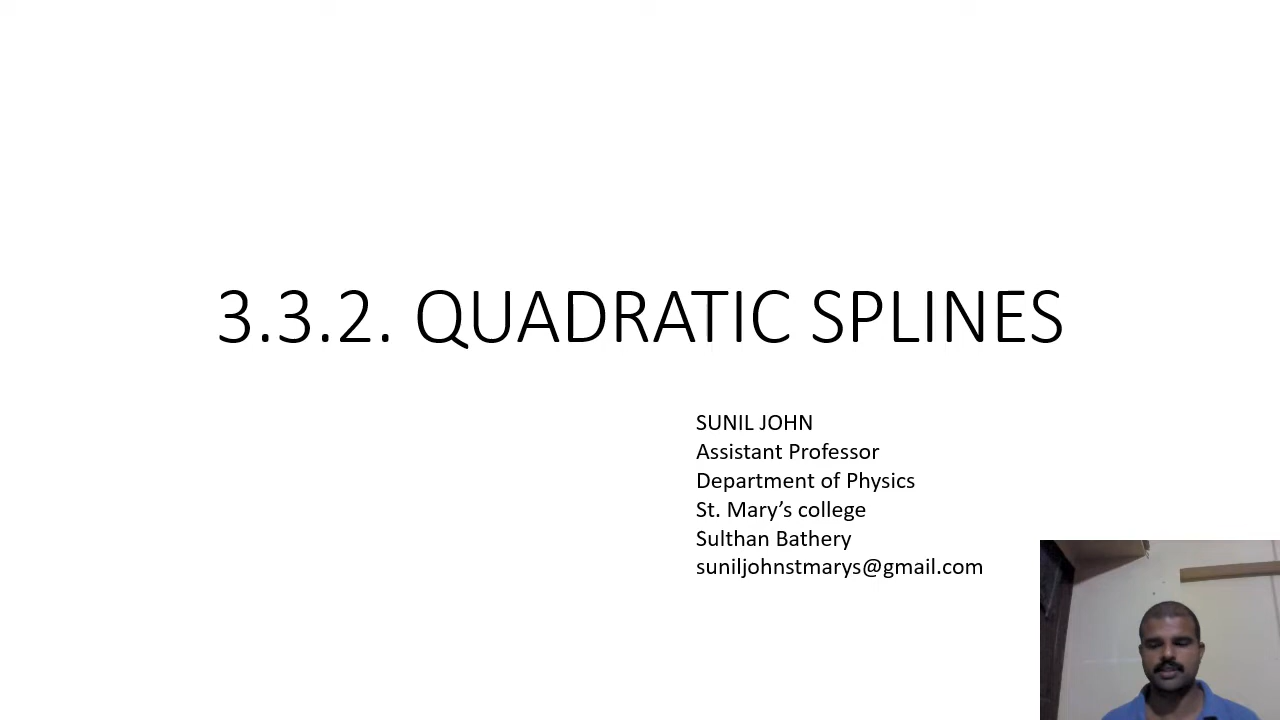 3.3.2. QUADRATIC SPLINES
SUNIL JOHN
Assistant Professor
Department of Physics
St. Mary’s college
Sulthan Bathery
suniljohnstmarys@gmail.com